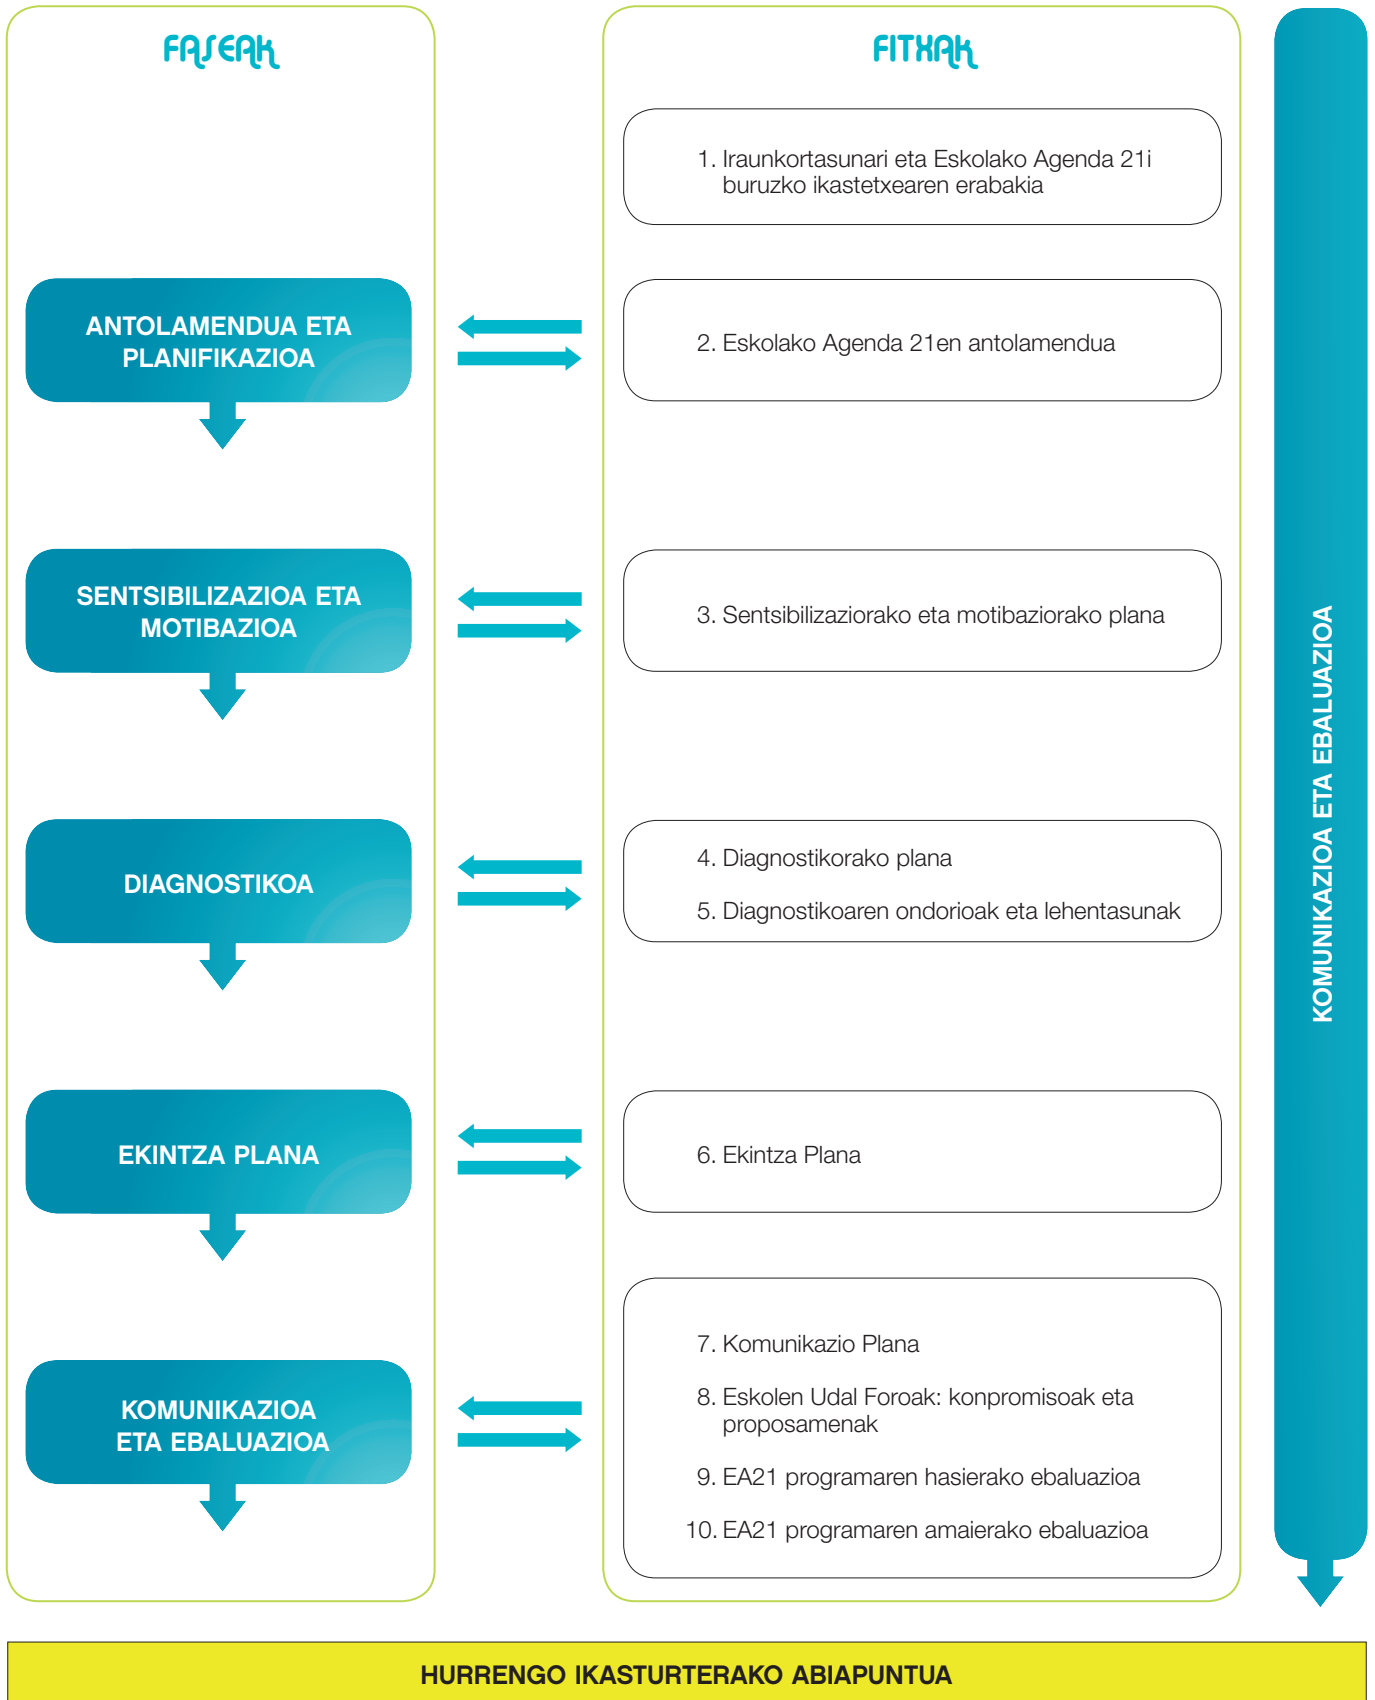 FASEAK
FITXAK
1. Iraunkortasunari eta Eskolako Agenda 21i
buruzko ikastetxearen erabakia
ANTOLAMENDUA ETA
PLANIFIKAZIOA
2. Eskolako Agenda 21en antolamendua
SENTSIBILIZAZIOA ETA
MOTIBAZIOA
3. Sentsibilizaziorako eta motibaziorako plana
DIAGNOSTIKOA
4. Diagnostikorako plana
5. Diagnostikoaren ondorioak eta lehentasunak
EKINTZA PLANA
6. Ekintza Plana
KOMUNIKAZIOA
ETA EBALUAZIOA
7. Komunikazio Plana
8. Eskolen Udal Foroak: konpromisoak eta
proposamenak
9. EA21 programaren hasierako ebaluazioa
10. EA21 programaren amaierako ebaluazioa
KOMUNIKAZIOA ETA EBALUAZIOA
HURRENGO IKASTURTERAKO ABIAPUNTUA